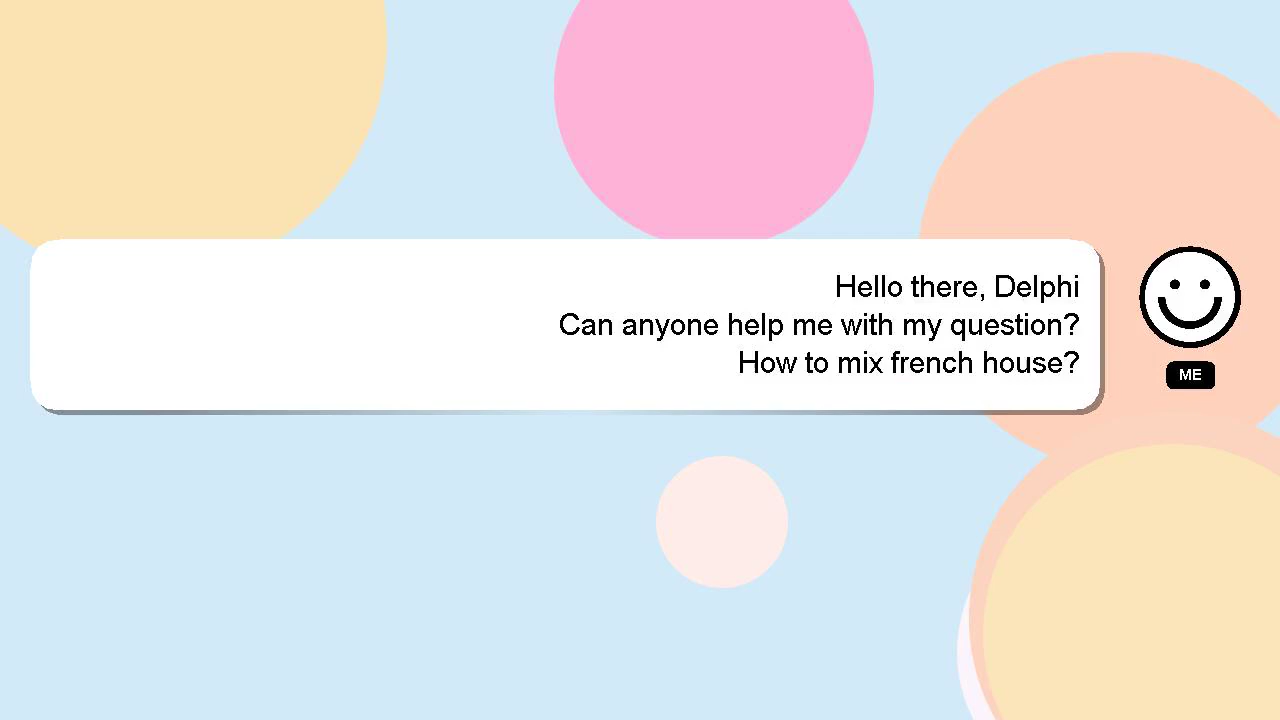 Hello there, Delphi
Can anyone help me with my question?
How to mix french house?
ME